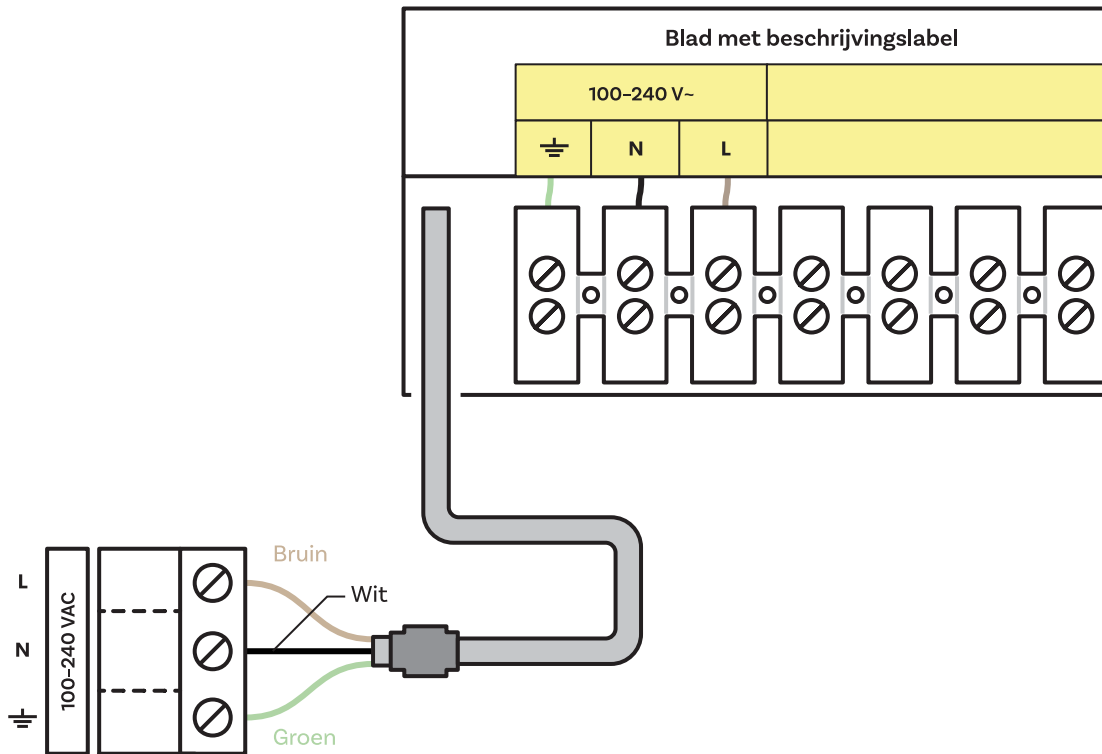 Blad met beschrijvingslabel
100–240 V~
N L
Bruin
L
Wit
N
100–240 VAC
Groen